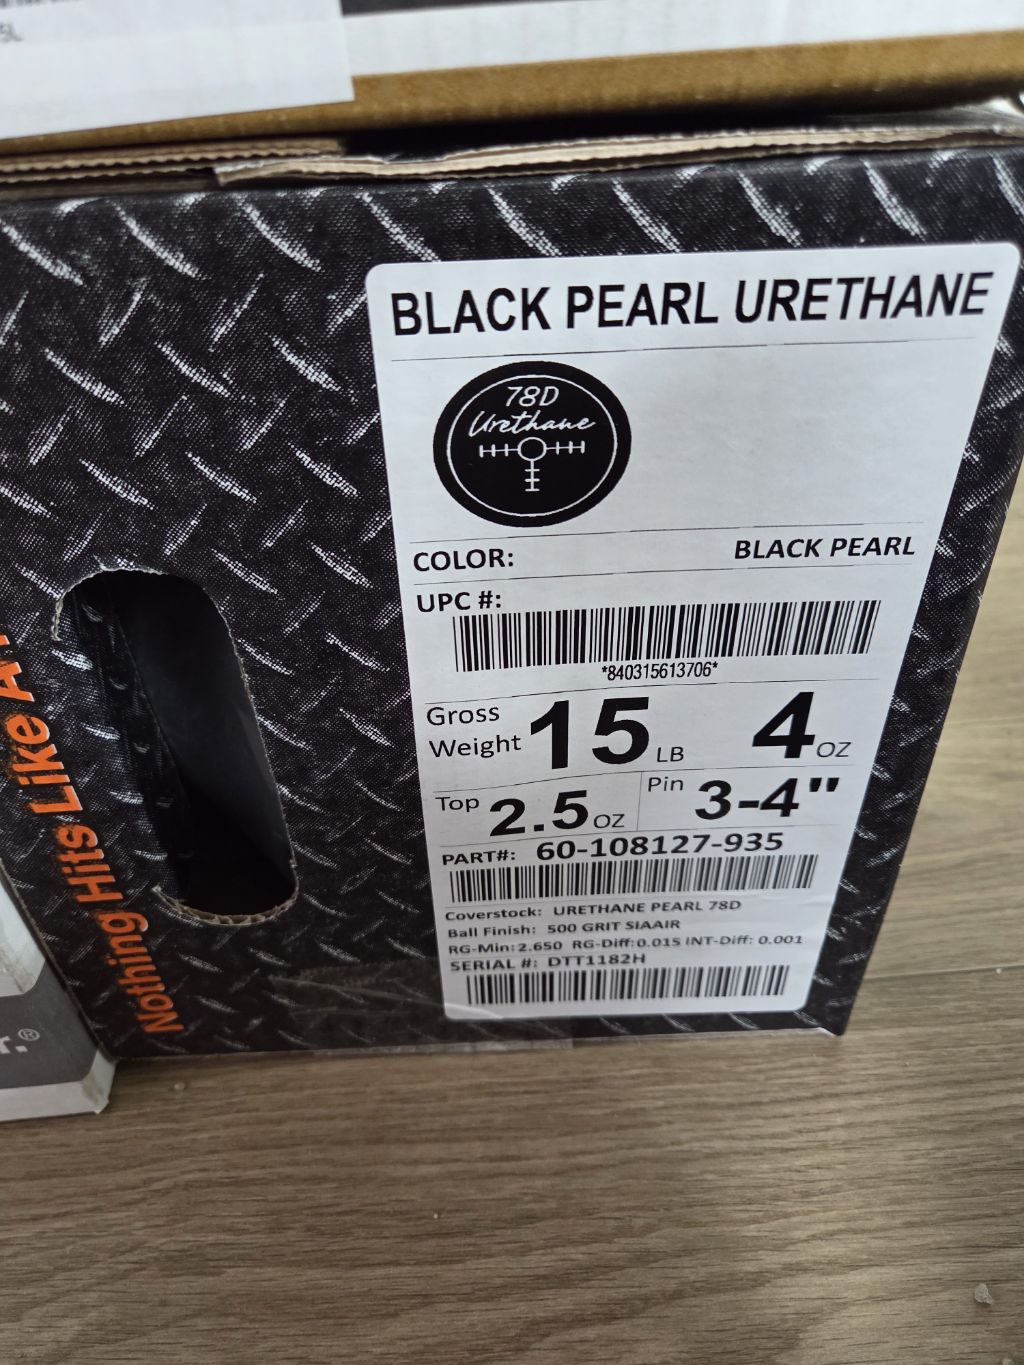 5L
BLACK PEARL URETHANE
78D
Urethane
COLOR: BLACK PEARL
UPC #:
*840315613706*
Gross Weight 15 LB 4 OZ
Top 2.5 OZ Pin 3-4"
PART#: 60-108127-935
Coverstock: URETHANE PEARL 78D
Ball Finish: 500 GRIT SIAAIR
RG-Min: 2.650 RG-Diff: 0.015 INT-Diff: 0.001
SERIAL #: DTT1182H
Nothing Hits Like A
r.®